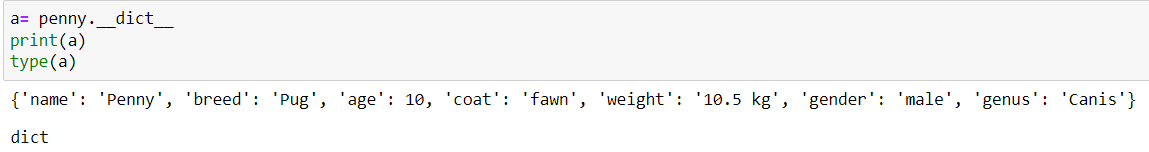 a= penny.__dict__
print(a)
type(a)
{'name': 'Penny', 'breed': 'Pug', 'age': 10, 'coat': 'fawn', 'weight': '10.5 kg', 'gender': 'male', 'genus': 'Canis'}
dict